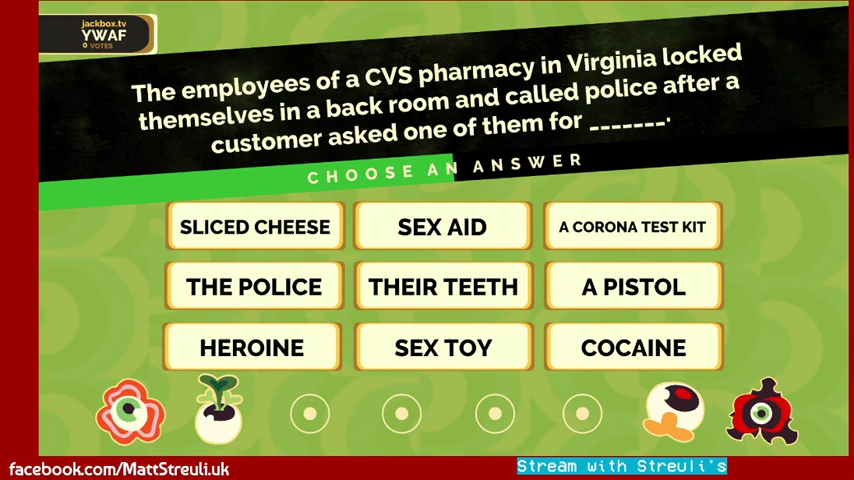 jackbox.tv
YWAF
0 VOTES
The employees of a CVS pharmacy in Virginia locked
themselves in a back room and called police after a
customer asked one of them for _______.
CHOOSE AN ANSWER
SLICED CHEESE
SEX AID
A CORONA TEST KIT
THE POLICE
THEIR TEETH
A PISTOL
HEROINE
SEX TOY
COCAINE
facebook.com/MattStreuli.uk
Stream with Streuli's